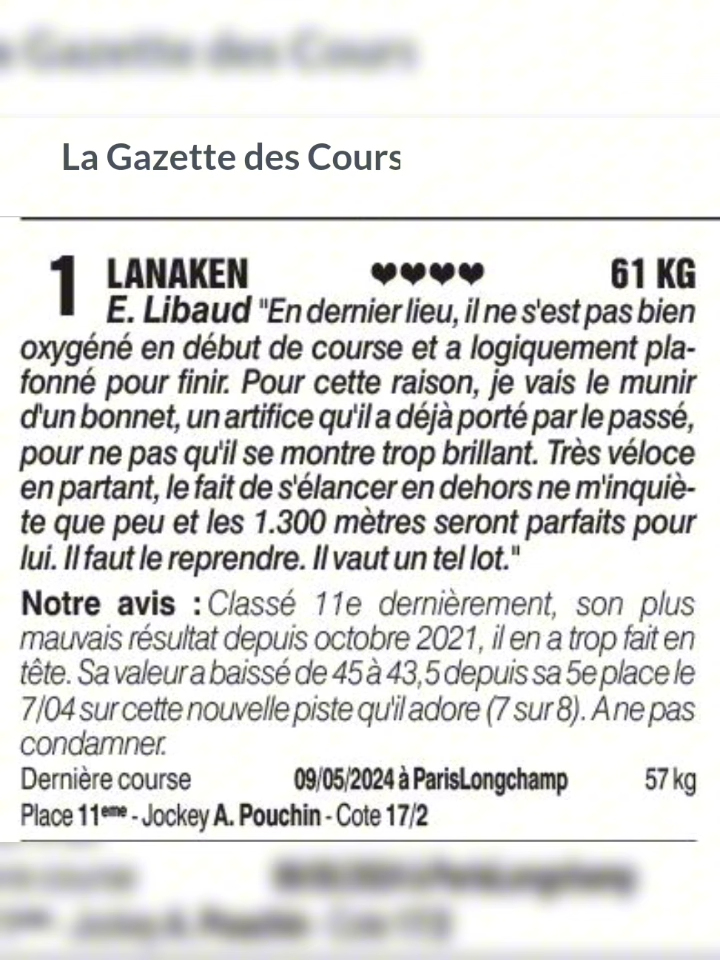 La Gazette des Cours
La Gazette des Cours
1 LANAKEN ♥♥♥♥ 61 KG
E. Libaud "En dernier lieu, il ne s'est pas bien
oxygéné en début de course et a logiquement pla-
fonné pour finir. Pour cette raison, je vais le munir
d'un bonnet, un artifice qu'il a déjà porté par le passé,
pour ne pas qu'il se montre trop brillant. Très véloce
en partant, le fait de s'élancer en dehors ne m'inquiè-
te que peu et les 1.300 mètres seront parfaits pour
lui. Il faut le reprendre. Il vaut un tel lot."
Notre avis : Classé 11e dernièrement, son plus
mauvais résultat depuis octobre 2021, il en a trop fait en
tête. Sa valeur a baissé de 45 à 43,5 depuis sa 5e place le
7/04 sur cette nouvelle piste qu'il adore (7 sur 8). A ne pas
condamner.
Dernière course 09/05/2024 à ParisLongchamp 57 kg
Place 11eme - Jockey A. Pouchin - Cote 17/2